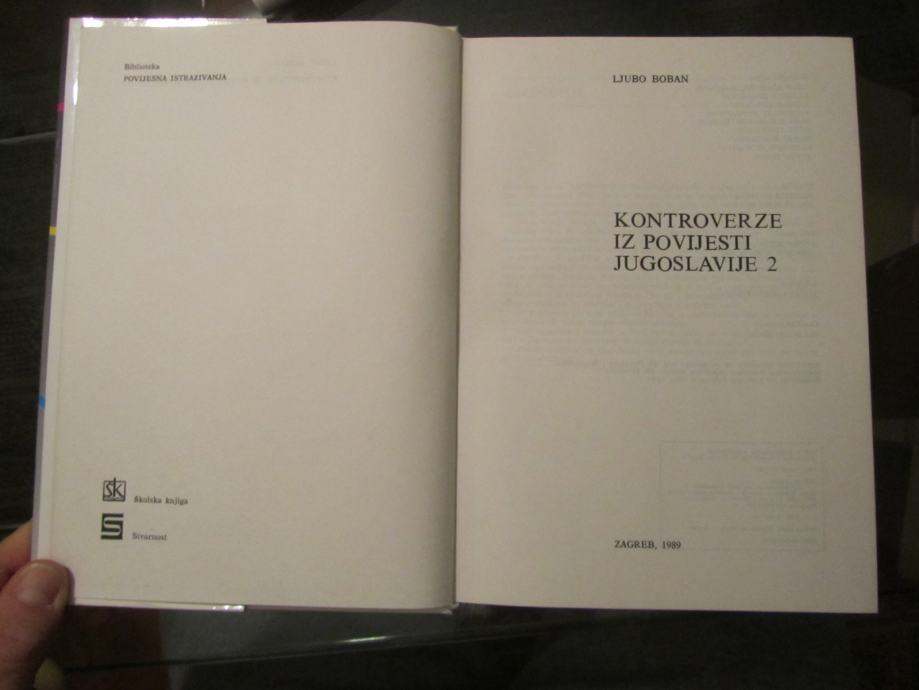 Biblioteka
POVIJESNA ISTRAŽIVANJA
ŠK
Školska knjiga
S
Stvarnost
LJUBO BOBAN
KONTROVERZE
IZ POVIJESTI
JUGOSLAVIJE 2
ZAGREB, 1989